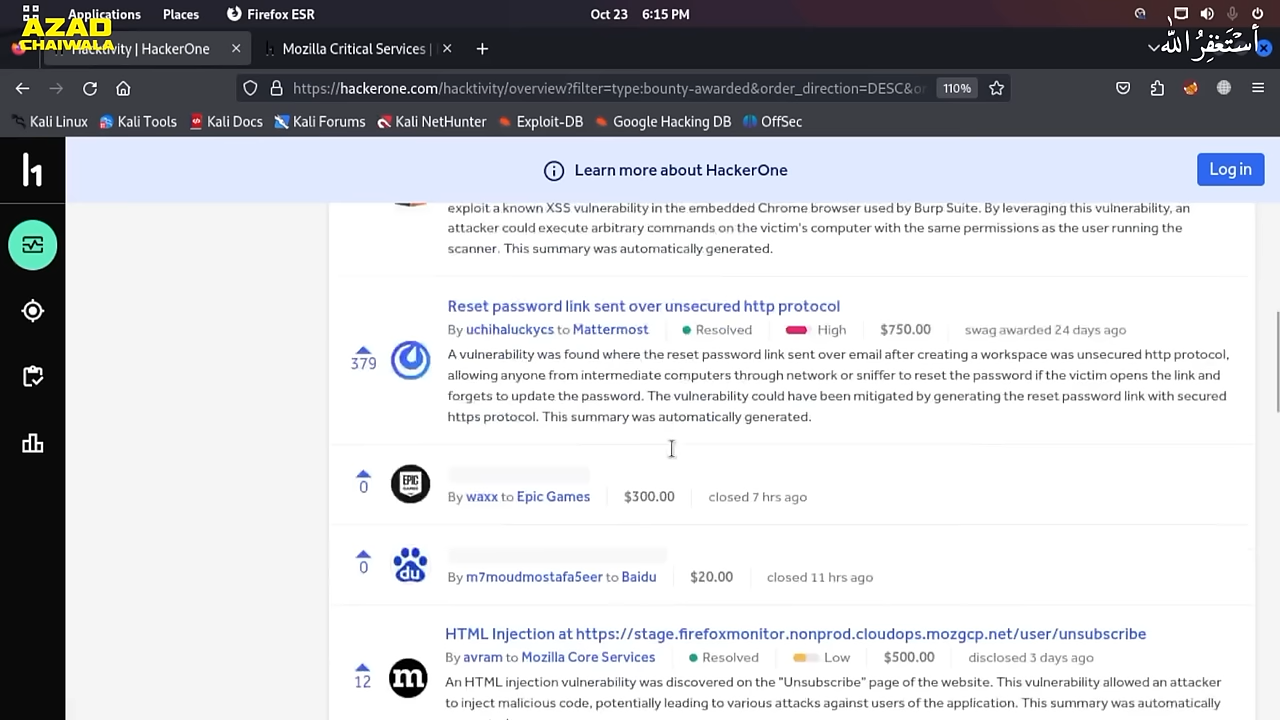 Applications Places Firefox ESR Oct 23 6:15 PM
AZAD
CHAIWALA
أستغفر الله
Hacktivity | HackerOne Mozilla Critical Services |
https://hackerone.com/hacktivity/overview?filter=type:bounty-awarded&order_direction=DESC& 110%
Kali Linux Kali Tools Kali Docs Kali Forums Kali NetHunter Exploit-DB Google Hacking DB OffSec
h1 Learn more about HackerOne Log in
exploit a known XSS vulnerability in the embedded Chrome browser used by Burp Suite. By leveraging this vulnerability, an
attacker could execute arbitrary commands on the victim's computer with the same permissions as the user running the
scanner. This summary was automatically generated.
Reset password link sent over unsecured http protocol
By uchihaluckycs to Mattermost Resolved High $750.00 swag awarded 24 days ago
379
A vulnerability was found where the reset password link sent over email after creating a workspace was unsecured http protocol,
allowing anyone from intermediate computers through network or sniffer to reset the password if the victim opens the link and
forgets to update the password. The vulnerability could have been mitigated by generating the reset password link with secured
https protocol. This summary was automatically generated.
EPIC
GAMES
0 By waxx to Epic Games $300.00 closed 7 hrs ago
du
0 By m7moudmostafa5eer to Baidu $20.00 closed 11 hrs ago
HTML Injection at https://stage.firefoxmonitor.nonprod.cloudops.mozgcp.net/user/unsubscribe
By avram to Mozilla Core Services Resolved Low $500.00 disclosed 3 days ago
12 m
An HTML injection vulnerability was discovered on the "Unsubscribe" page of the website. This vulnerability allowed an attacker
to inject malicious code, potentially leading to various attacks against users of the application. This summary was automatically